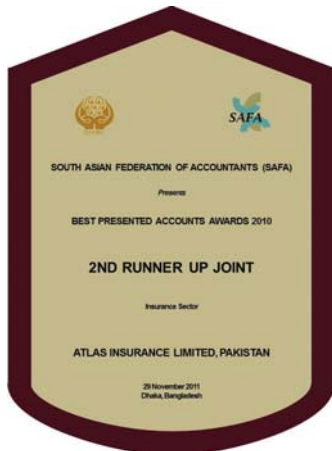 SAFA
SOUTH ASIAN FEDERATION OF ACCOUNTANTS (SAFA)
Presents
BEST PRESENTED ACCOUNTS AWARDS 2010
2ND RUNNER UP JOINT
Insurance Sector
ATLAS INSURANCE LIMITED, PAKISTAN
29 November 2011
Dhaka, Bangladesh